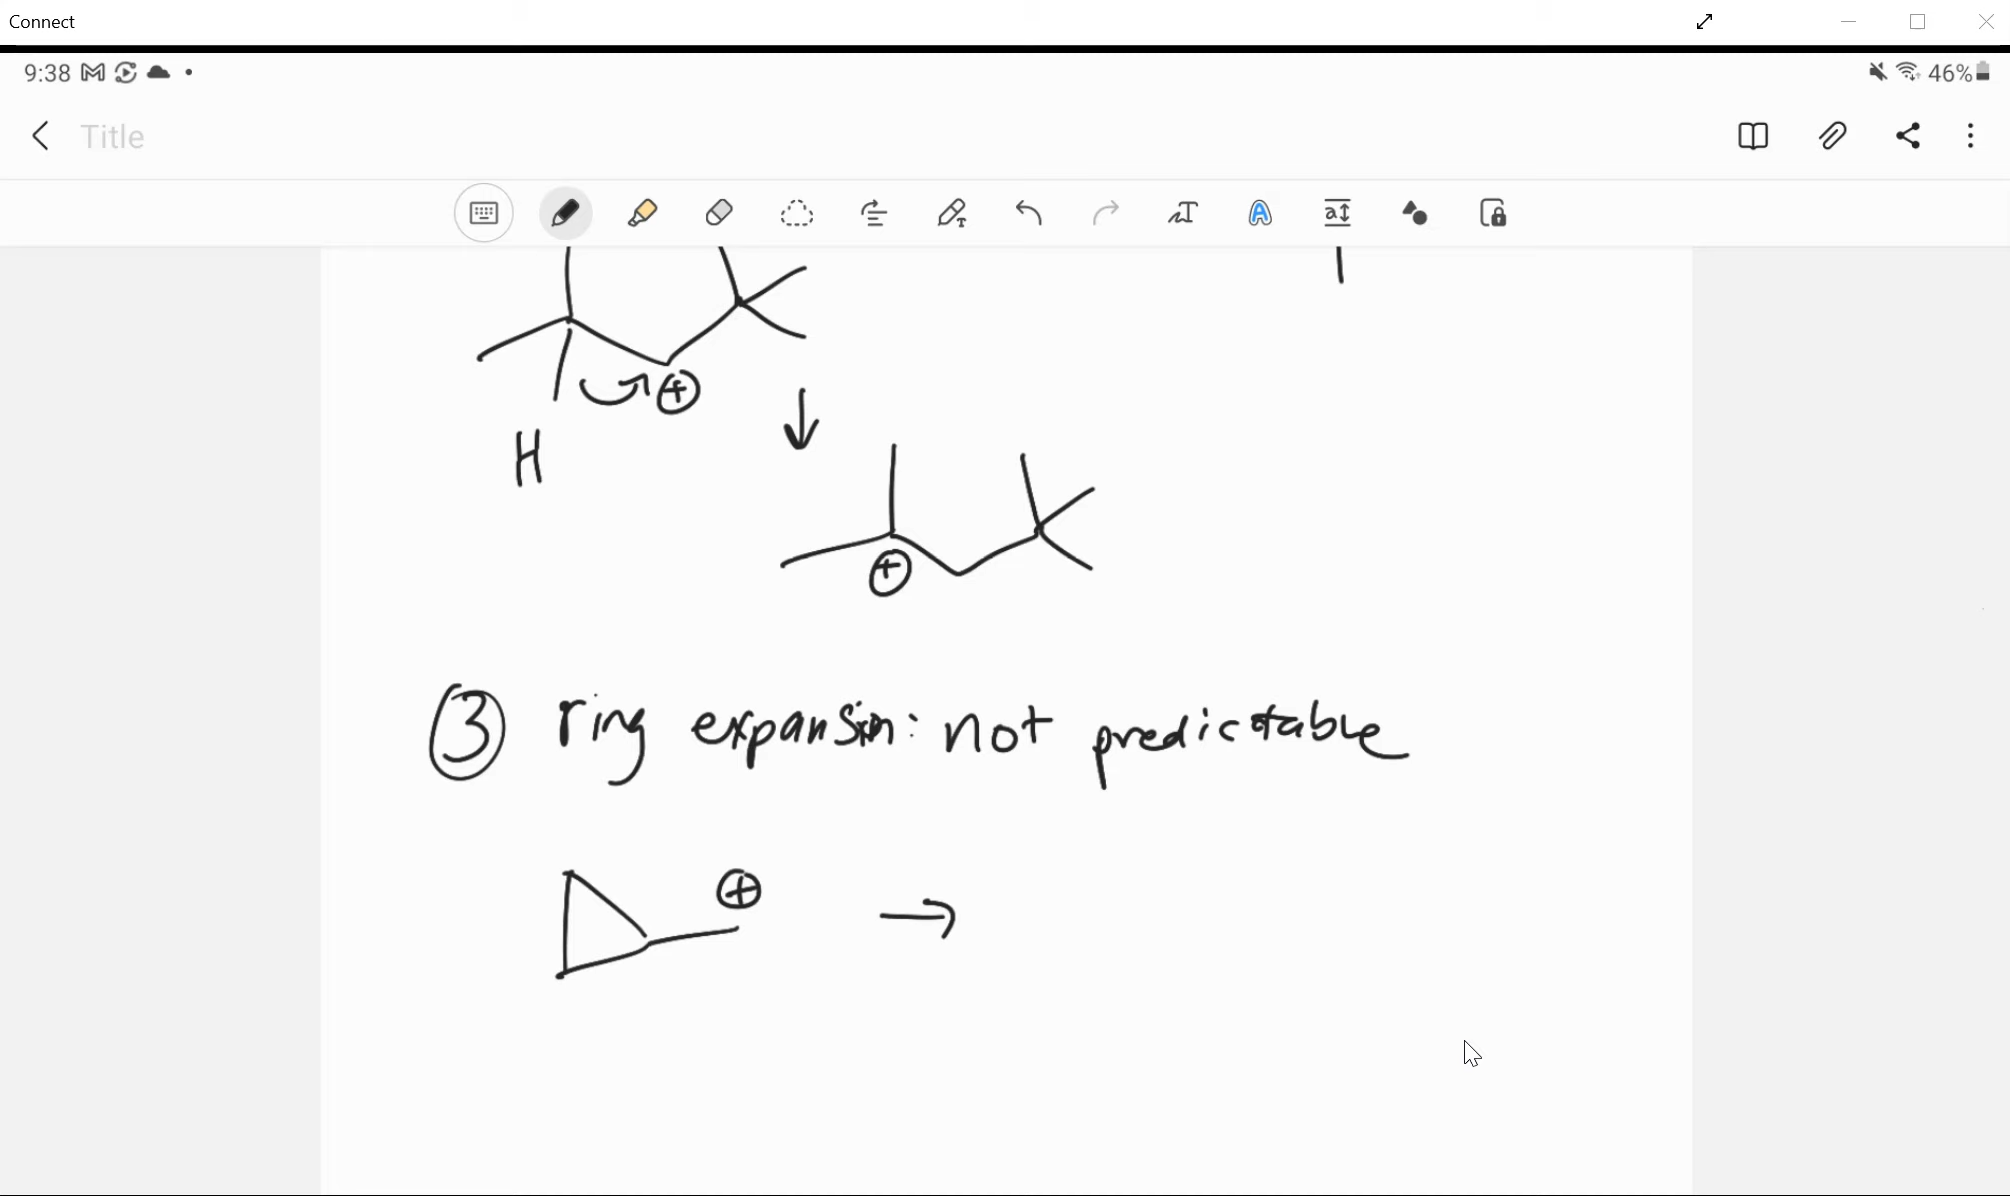 Connect
9:38 46%
Title
H
③ ring expansion: not predictable